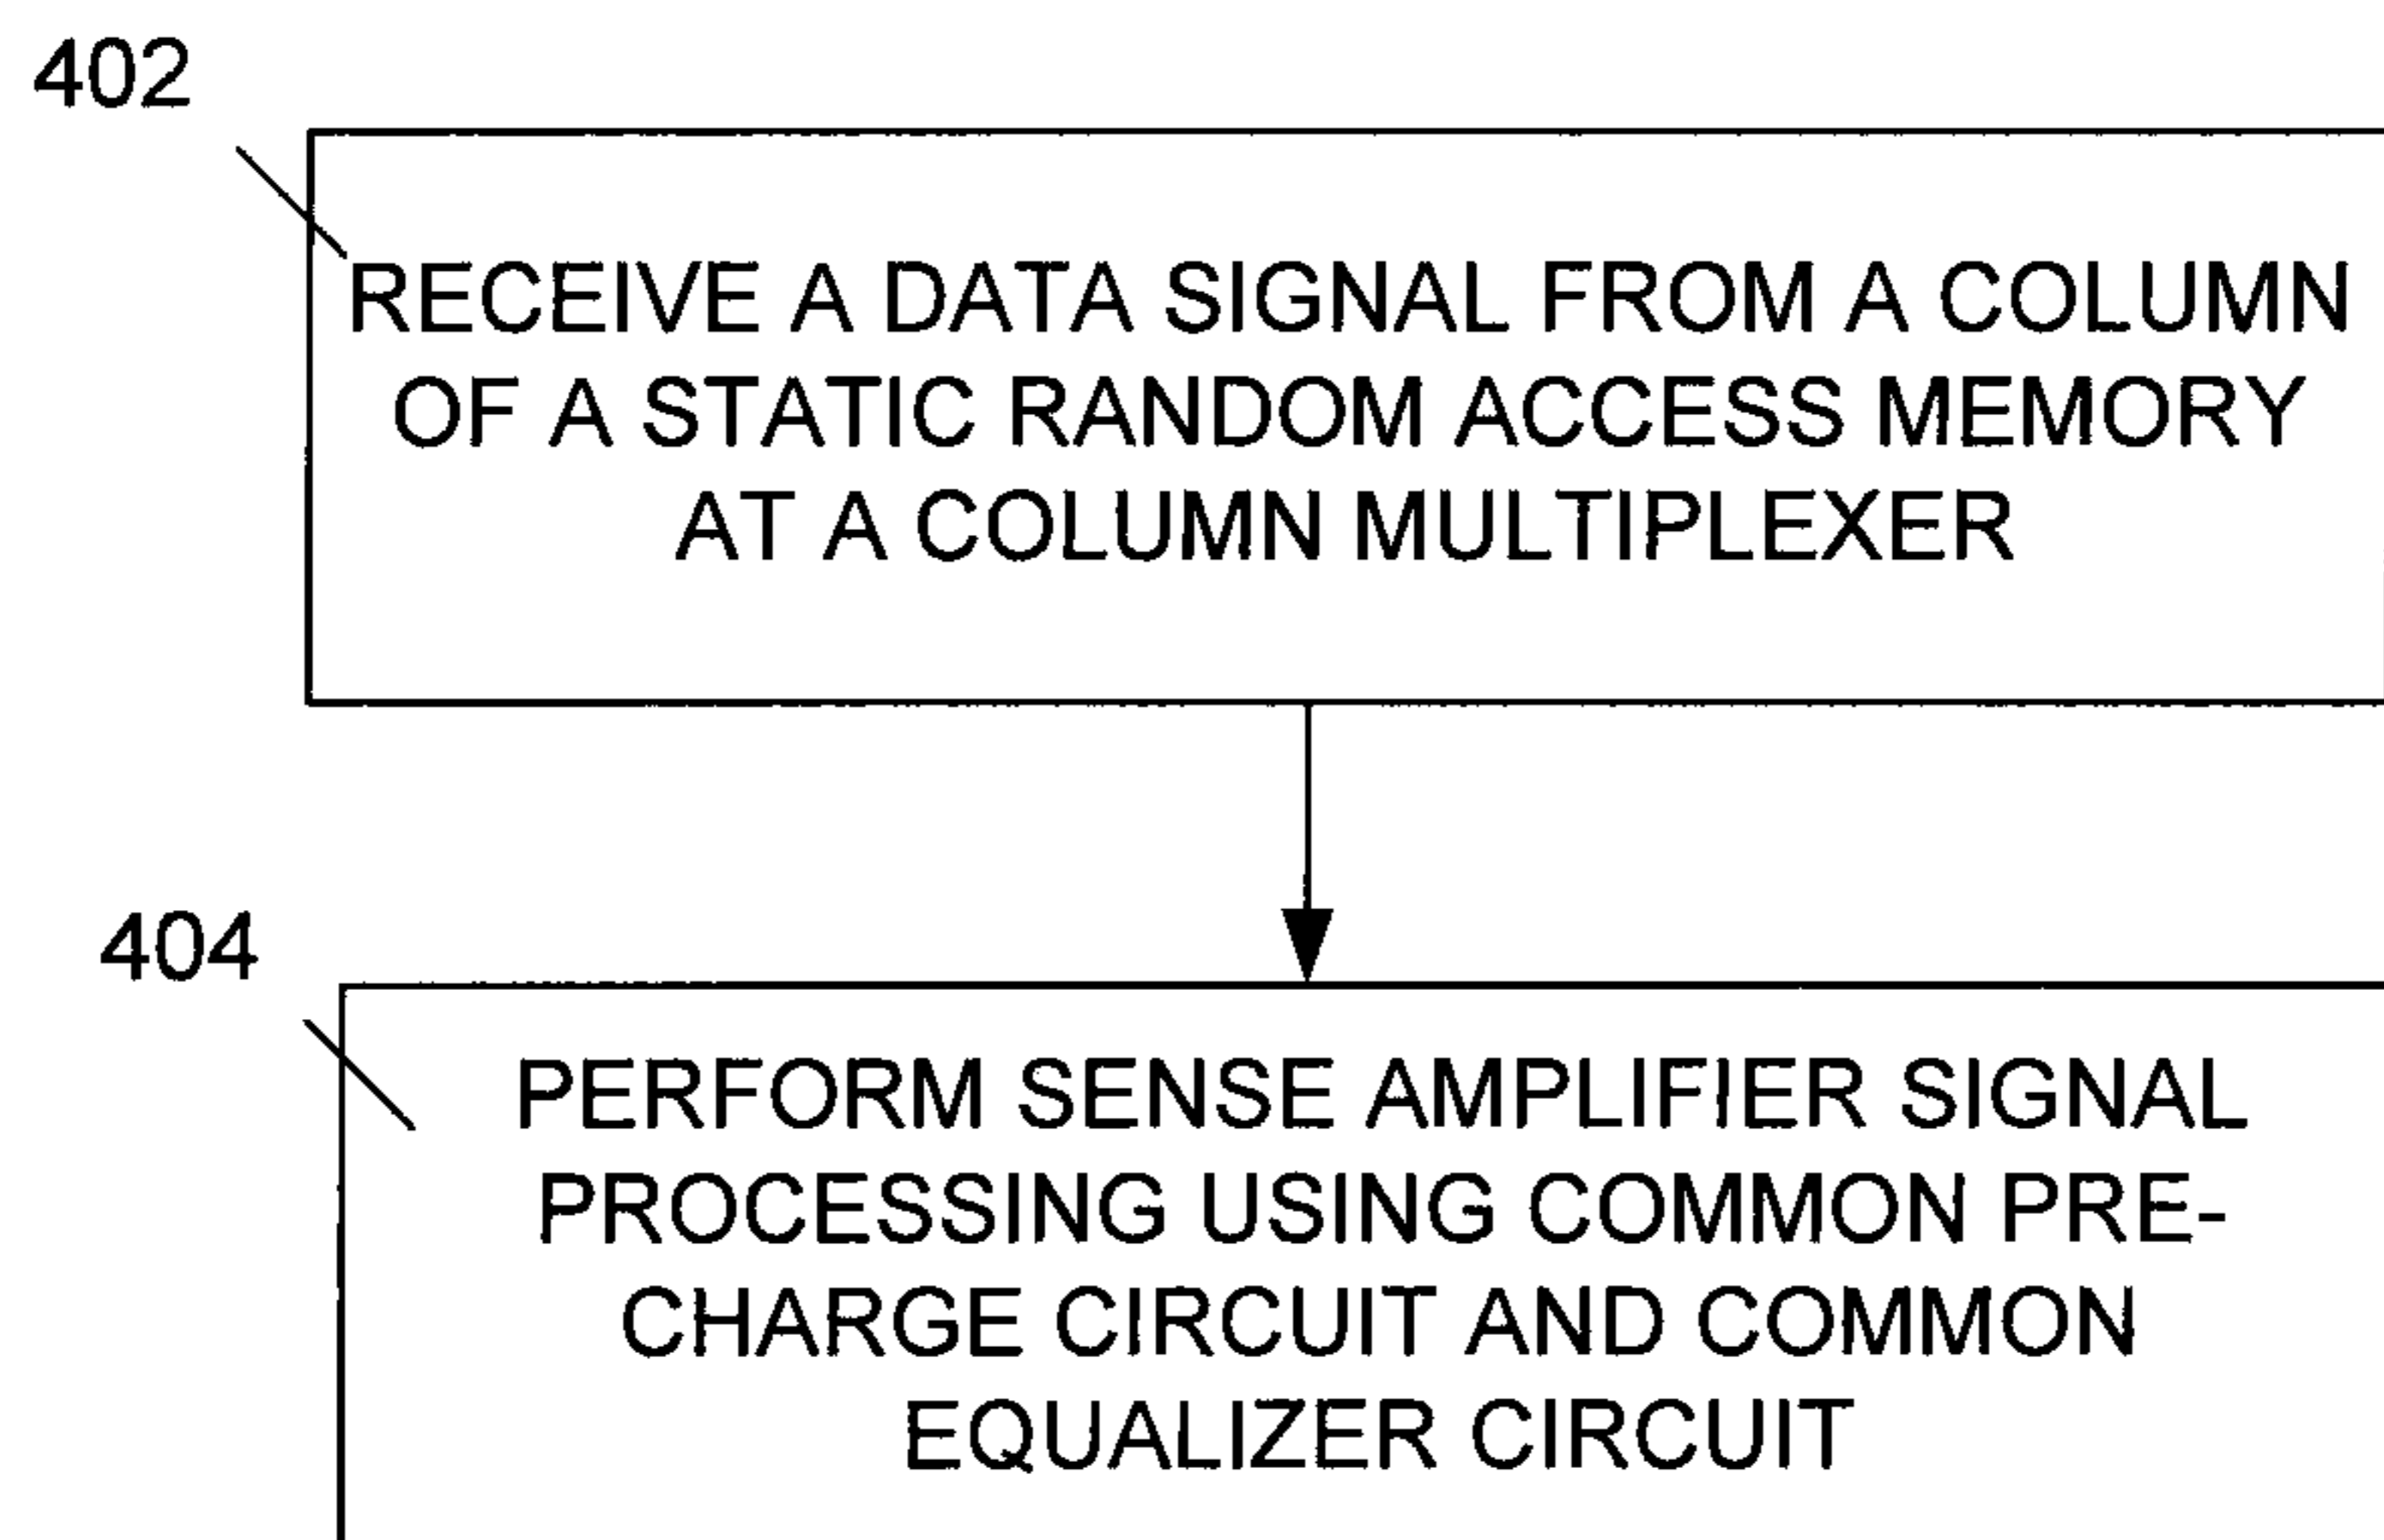 402
RECEIVE A DATA SIGNAL FROM A COLUMN
OF A STATIC RANDOM ACCESS MEMORY
AT A COLUMN MULTIPLEXER
404
PERFORM SENSE AMPLIFIER SIGNAL
PROCESSING USING COMMON PRE-
CHARGE CIRCUIT AND COMMON
EQUALIZER CIRCUIT